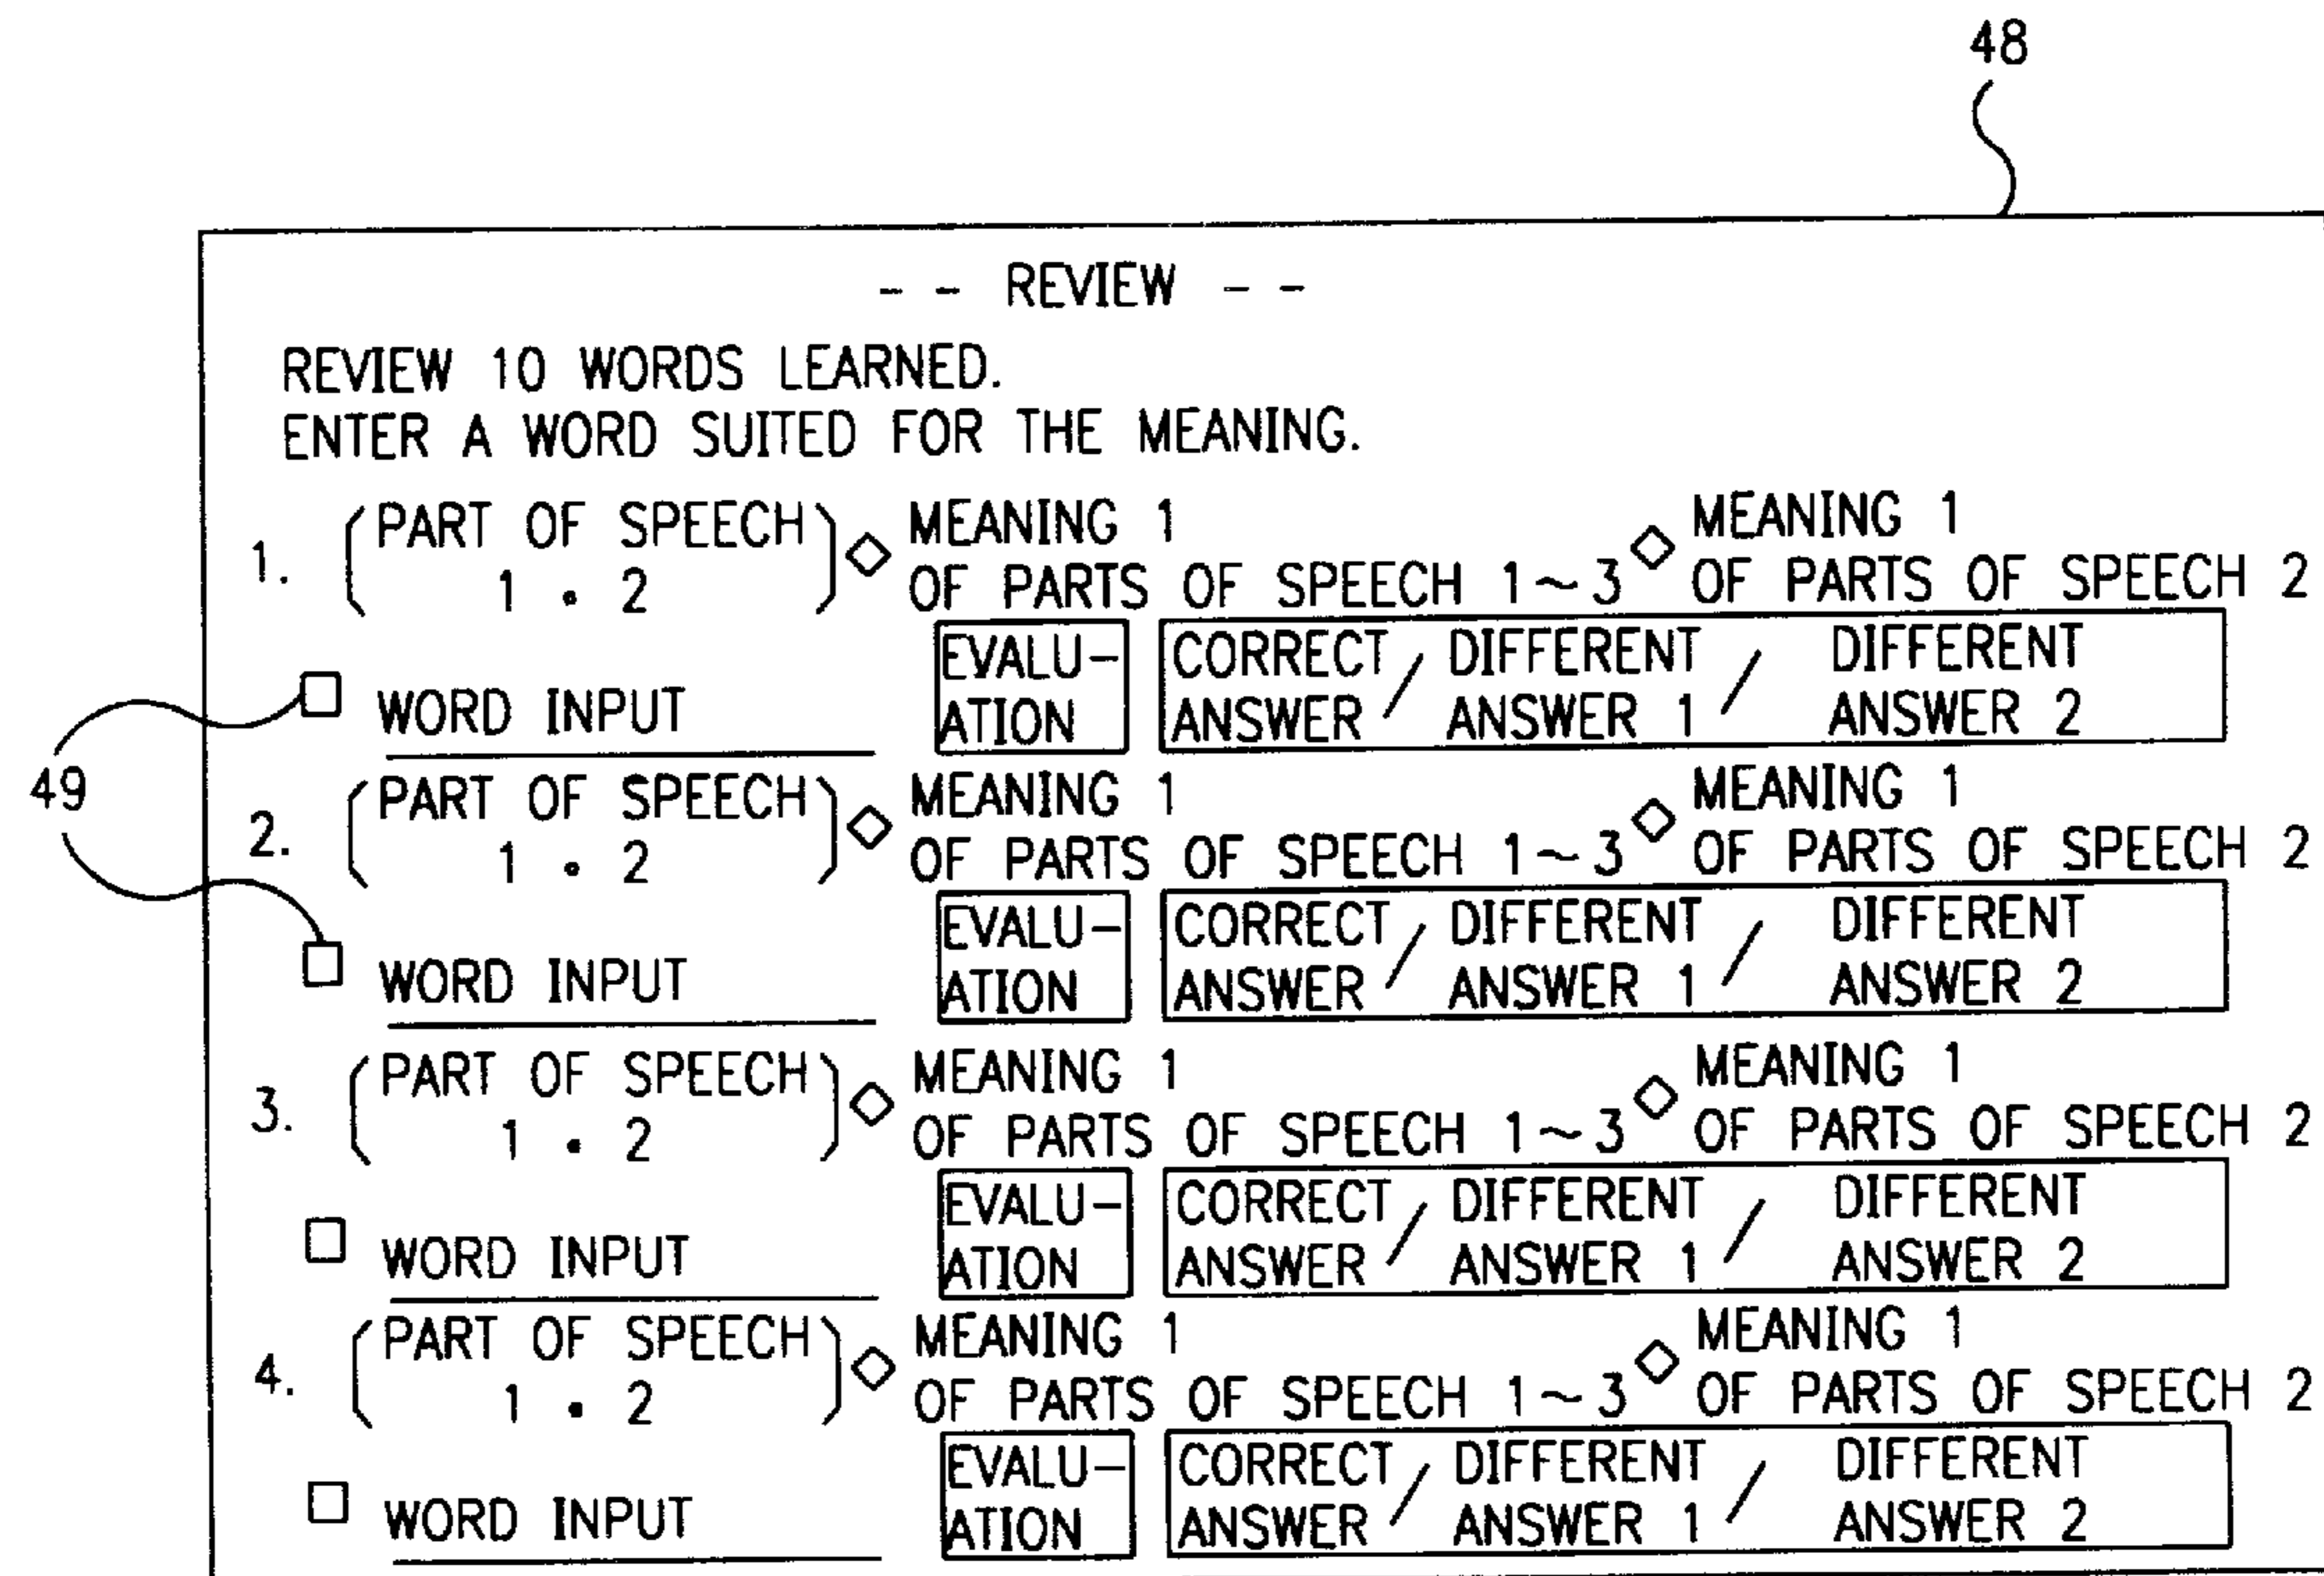 48
-- REVIEW --
REVIEW 10 WORDS LEARNED.
ENTER A WORD SUITED FOR THE MEANING.
1. (PART OF SPEECH 1 • 2) ◇ MEANING 1 OF PARTS OF SPEECH 1~3 ◇ MEANING 1 OF PARTS OF SPEECH 2
□ WORD INPUT EVALU-ATION CORRECT ANSWER / DIFFERENT ANSWER 1 / DIFFERENT ANSWER 2
49
2. (PART OF SPEECH 1 • 2) ◇ MEANING 1 OF PARTS OF SPEECH 1~3 ◇ MEANING 1 OF PARTS OF SPEECH 2
□ WORD INPUT EVALU-ATION CORRECT ANSWER / DIFFERENT ANSWER 1 / DIFFERENT ANSWER 2
3. (PART OF SPEECH 1 • 2) ◇ MEANING 1 OF PARTS OF SPEECH 1~3 ◇ MEANING 1 OF PARTS OF SPEECH 2
□ WORD INPUT EVALU-ATION CORRECT ANSWER / DIFFERENT ANSWER 1 / DIFFERENT ANSWER 2
4. (PART OF SPEECH 1 • 2) ◇ MEANING 1 OF PARTS OF SPEECH 1~3 ◇ MEANING 1 OF PARTS OF SPEECH 2
□ WORD INPUT EVALU-ATION CORRECT ANSWER / DIFFERENT ANSWER 1 / DIFFERENT ANSWER 2